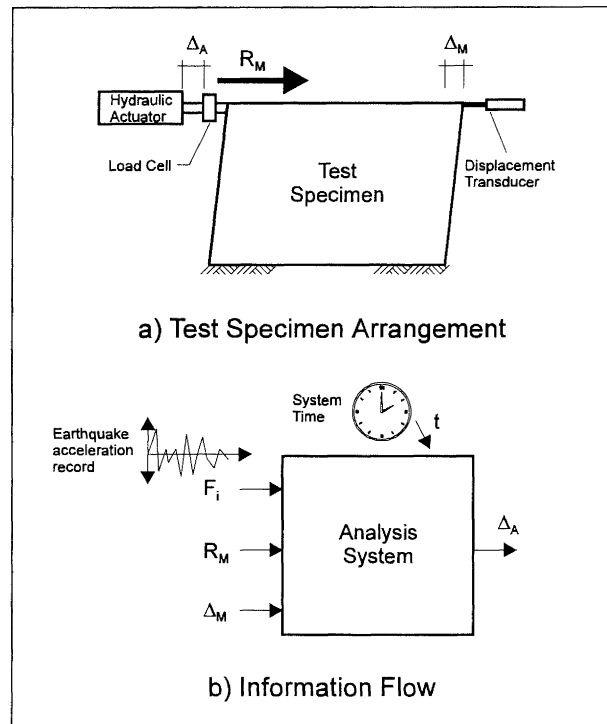 Δ_A
R_M
Δ_M
Hydraulic
Actuator
Load Cell
Displacement
Transducer
Test
Specimen
a) Test Specimen Arrangement
System
Time
t
Earthquake
acceleration
record
F_i
R_M
Δ_M
Analysis
System
Δ_A
b) Information Flow